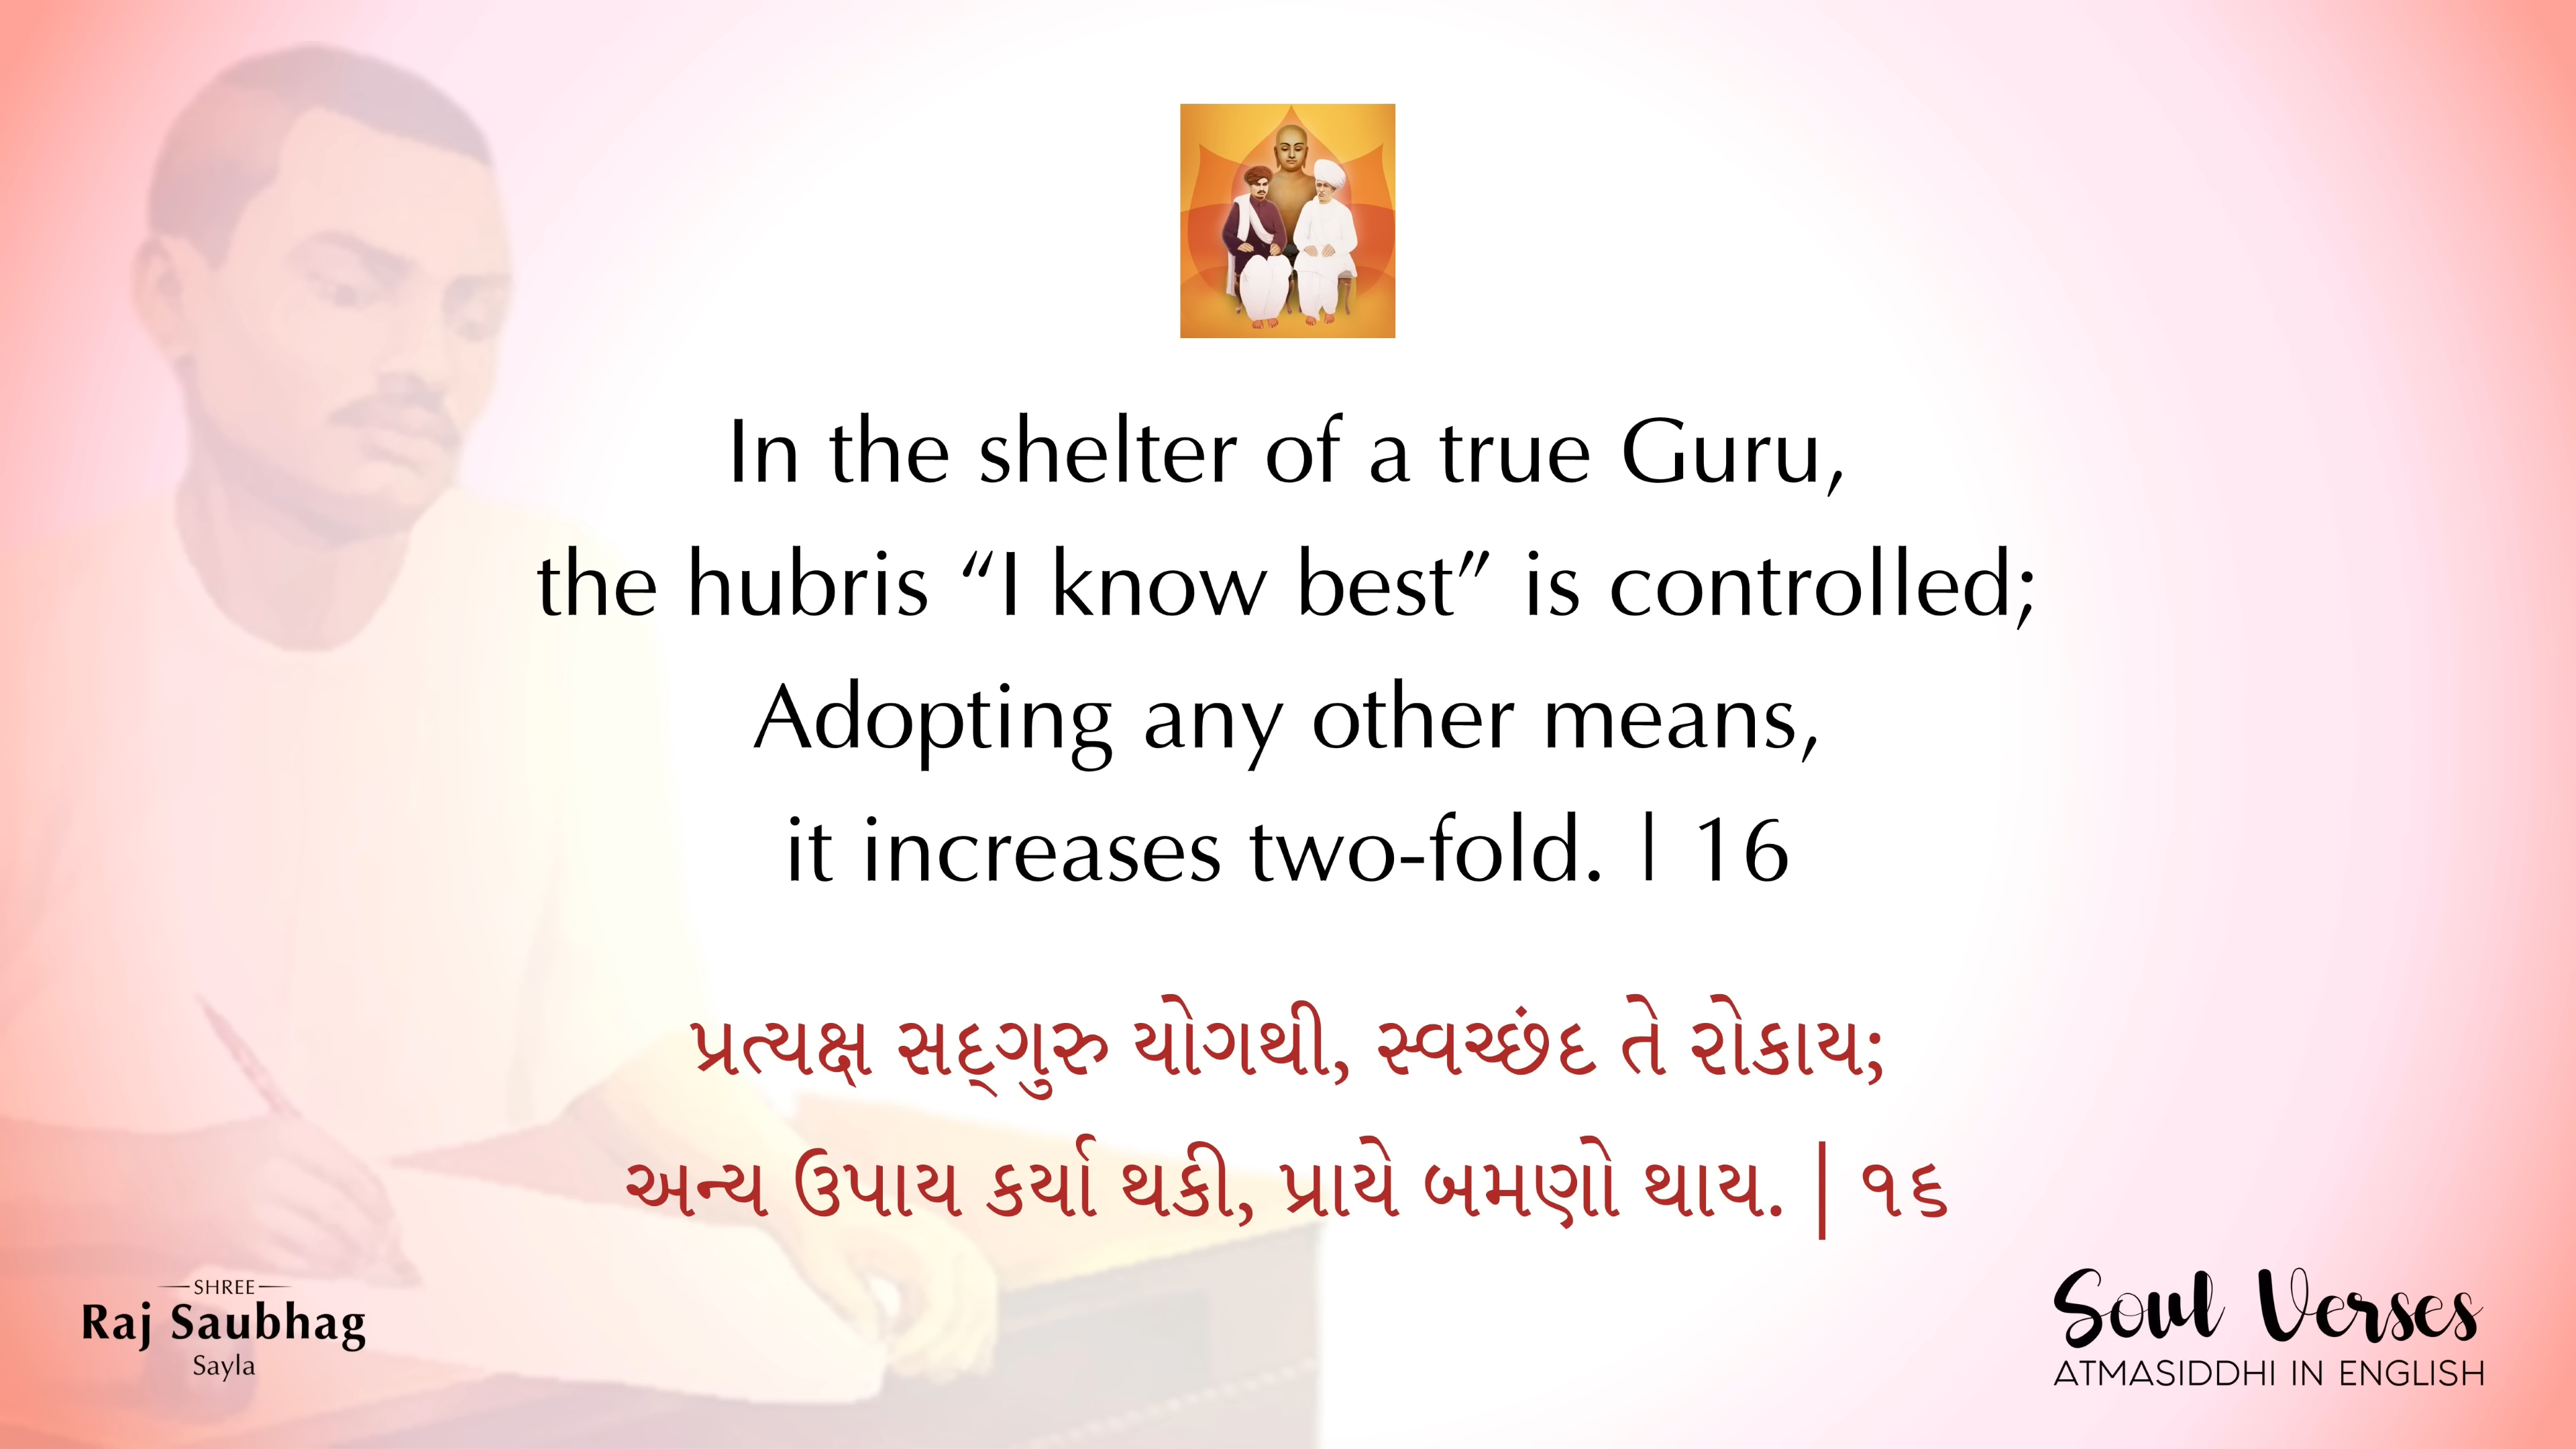 In the shelter of a true Guru,
the hubris “I know best” is controlled;
Adopting any other means,
it increases two-fold. | 16
પ્રત્યક્ષ સદ્‌ગુરુ યોગથી, સ્વચ્છંદ તે રોકાય;
અન્ય ઉપાય કર્યા થકી, પ્રાયે બમણો થાય. | ૧૬
SHREE
Raj Saubhag
Sayla
Soul Verses
ATMASIDDHI IN ENGLISH